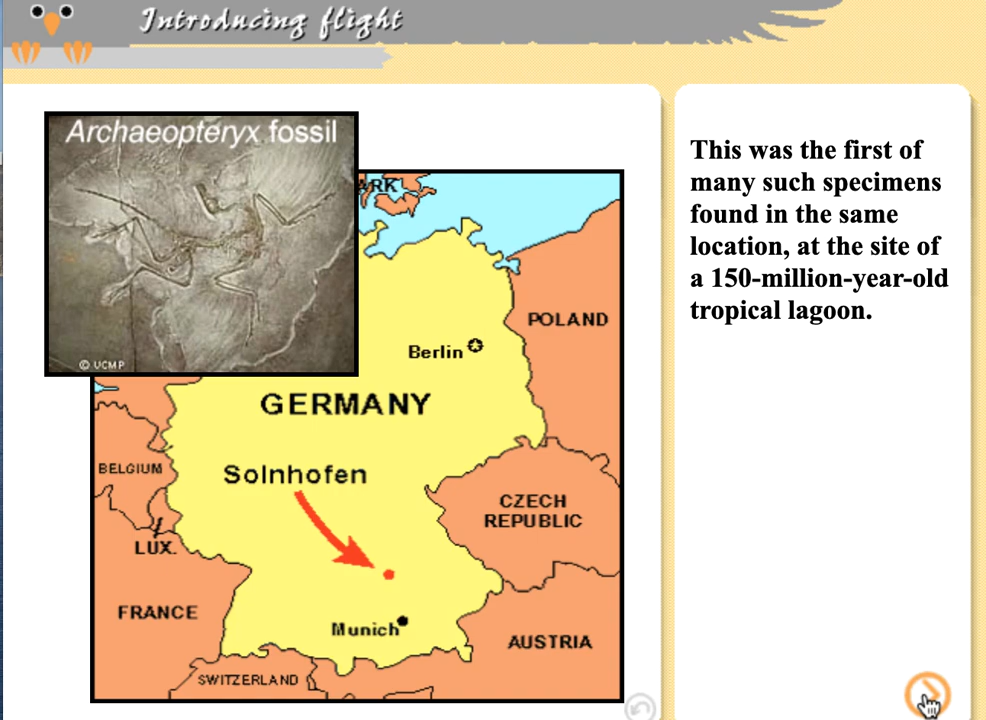 Introducing flight
Archaeopteryx fossil
© UCMP
ARK
POLAND
Berlin
GERMANY
BELGIUM
Solnhofen
CZECH
REPUBLIC
LUX.
FRANCE
Munich
AUSTRIA
SWITZERLAND
This was the first of
many such specimens
found in the same
location, at the site of
a 150-million-year-old
tropical lagoon.